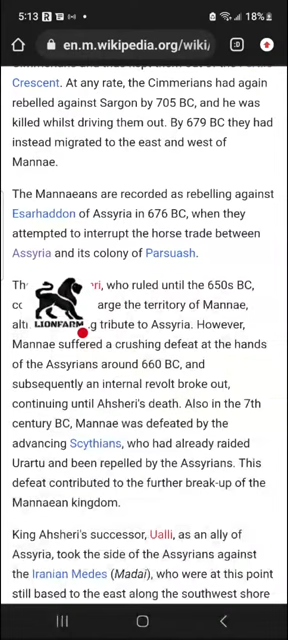 5:13
18%
en.m.wikipedia.org/wiki/
:D
Crescent. At any rate, the Cimmerians had again
rebelled against Sargon by 705 BC, and he was
killed whilst driving them out. By 679 BC they had
instead migrated to the east and west of
Mannae.
The Mannaeans are recorded as rebelling against
Esarhaddon of Assyria in 676 BC, when they
attempted to interrupt the horse trade between
Assyria and its colony of Parsuash.
eri, who ruled until the 650s BC,
arge the territory of Mannae,
LIONFARM g tribute to Assyria. However,
Mannae suffered a crushing defeat at the hands
of the Assyrians around 660 BC, and
subsequently an internal revolt broke out,
continuing until Ahsheri's death. Also in the 7th
century BC, Mannae was defeated by the
advancing Scythians, who had already raided
Urartu and been repelled by the Assyrians. This
defeat contributed to the further break-up of the
Mannaean kingdom.
King Ahsheri's successor, Ualli, as an ally of
Assyria, took the side of the Assyrians against
the Iranian Medes (Madai), who were at this point
still based to the east along the southwest shore